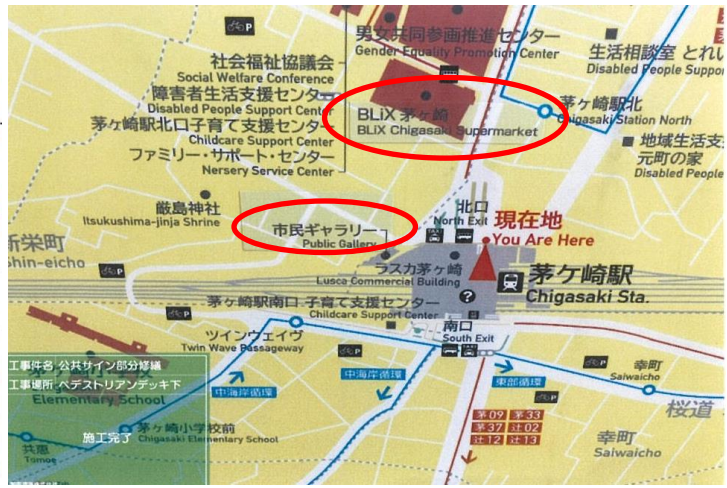 男女共同参画推進センター
Gender Equality Promotion Center
社会福祉協議会
Social Welfare Conference
障害者生活支援センター
Disabled People Support Center
茅ヶ崎駅北口子育て支援センター
Childcare Support Center
ファミリー・サポート・センター
Nersery Service Center
BLiX 茅ヶ崎
BLiX Chigasaki Supermarket
生活相談室 とれい
Disabled People Suppo
茅ヶ崎駅北
Chigasaki Station North
地域生活支
元町の家
Disabled People
厳島神社
Itsukushima-jinja Shrine
市民ギャラリー
Public Gallery
北口
North Exit
現在地
You Are Here
新栄町
Shin-eicho
ラスカ茅ヶ崎
Lusca Commercial Building
茅ケ崎駅
Chigasaki Sta.
茅ヶ崎駅南口 子育て支援センター
Childcare Support Center
?
ツインウェイヴ
Twin Wave Passageway
南口
South Exit
工事件名 公共サイン部分修繕
工事場所 ペデストリアンデッキ下
Elementary School
中海岸循環
中海岸循環
東部循環
幸町
Saiwaicho
桜道
茅09 茅33
茅37 辻02
辻12 辻13
幸町
Saiwaicho
施工完了
茅ヶ崎小学校前
Chigasaki Elementary School
共恵
Tomoe
P
P
P
P
P
P